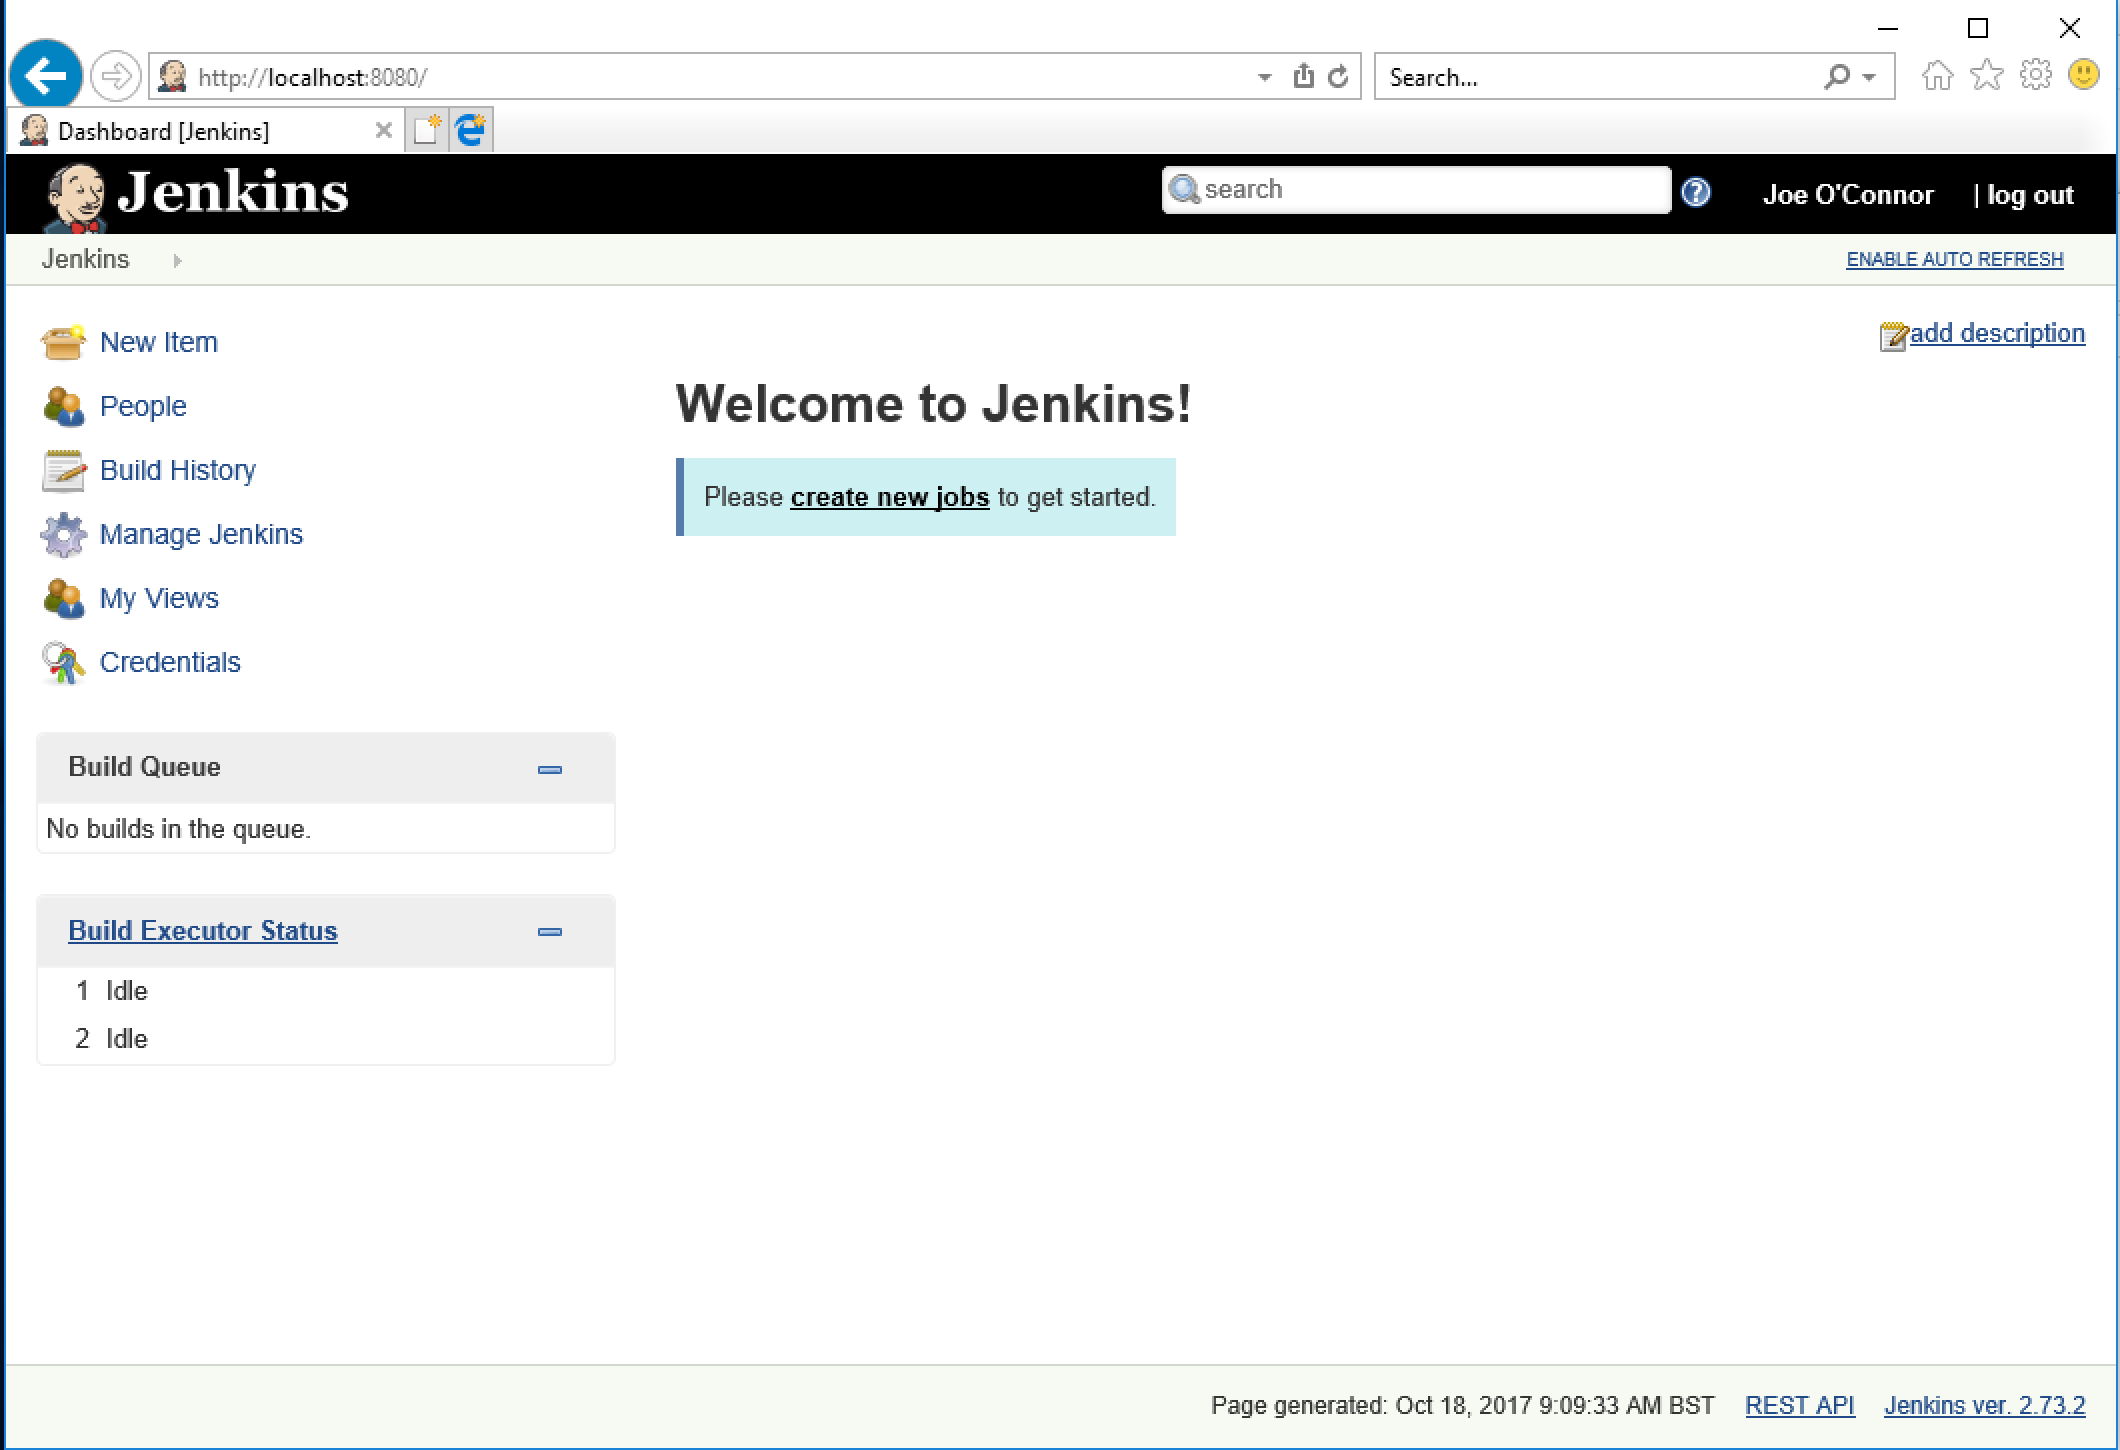 http://localhost:8080/
Search...
Dashboard [Jenkins]
Jenkins
search
Joe O'Connor
| log out
Jenkins
ENABLE AUTO REFRESH
New Item
People
Build History
Manage Jenkins
My Views
Credentials
add description
Welcome to Jenkins!
Please create new jobs to get started.
Build Queue
No builds in the queue.
Build Executor Status
1 Idle
2 Idle
Page generated: Oct 18, 2017 9:09:33 AM BST
REST API
Jenkins ver. 2.73.2